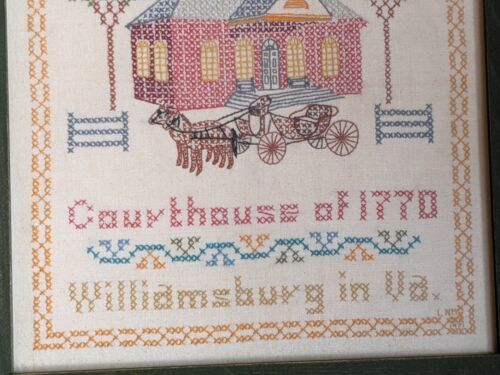 Courthouse of 1770
Williamsburg in Va.